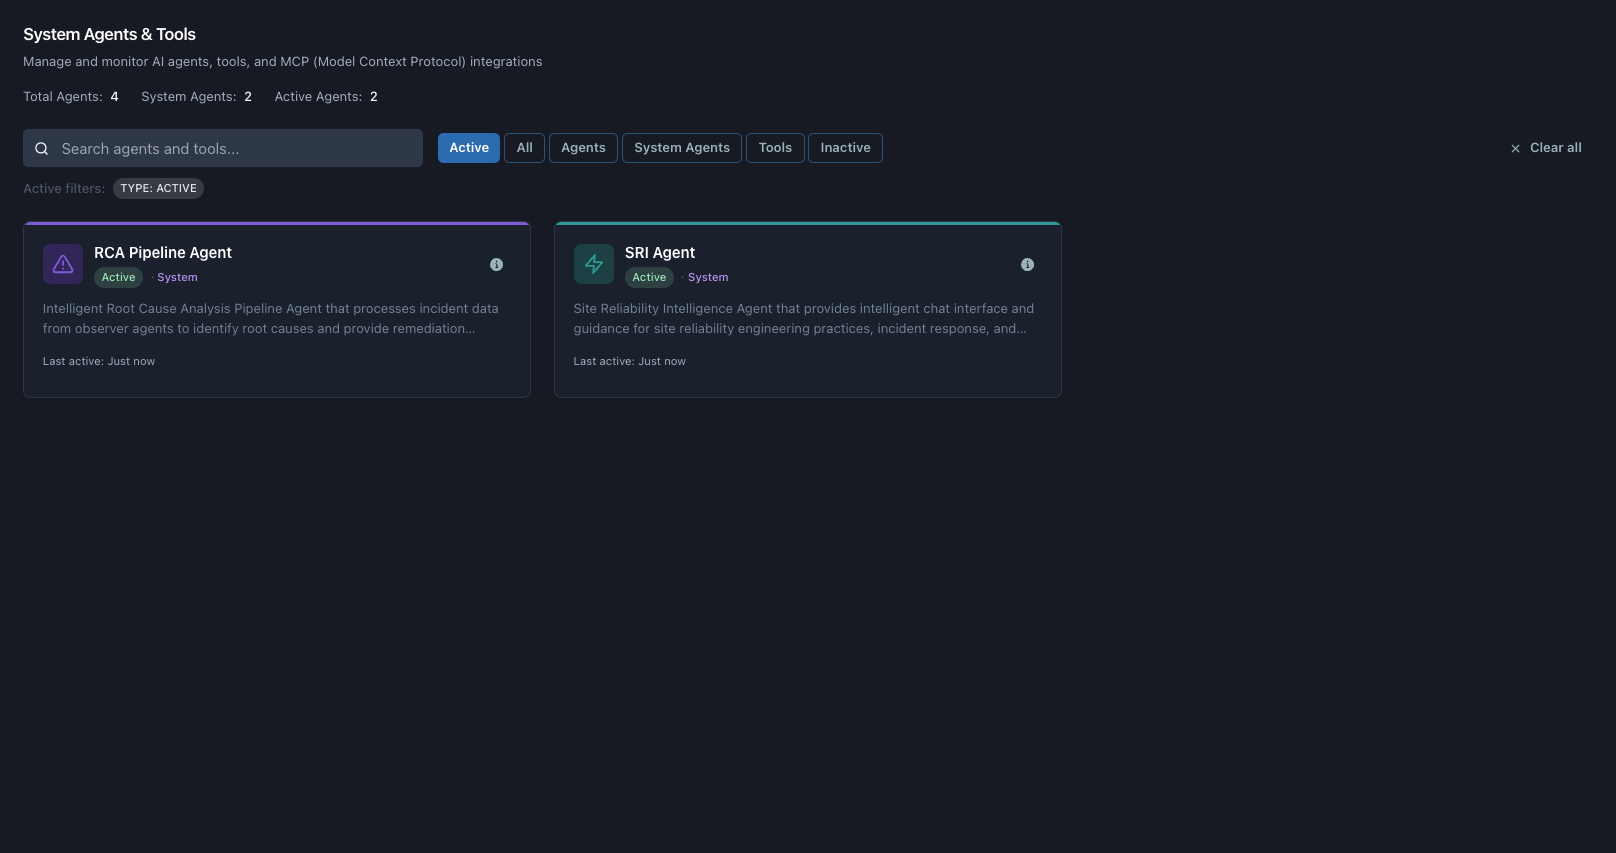 System Agents & Tools
Manage and monitor AI agents, tools, and MCP (Model Context Protocol) integrations
Total Agents: 4 System Agents: 2 Active Agents: 2
Search agents and tools...
Active All Agents System Agents Tools Inactive
Clear all
Active filters: TYPE: ACTIVE
RCA Pipeline Agent
Active · System
Intelligent Root Cause Analysis Pipeline Agent that processes incident data
from observer agents to identify root causes and provide remediation...
Last active: Just now
SRI Agent
Active · System
Site Reliability Intelligence Agent that provides intelligent chat interface and
guidance for site reliability engineering practices, incident response, and...
Last active: Just now